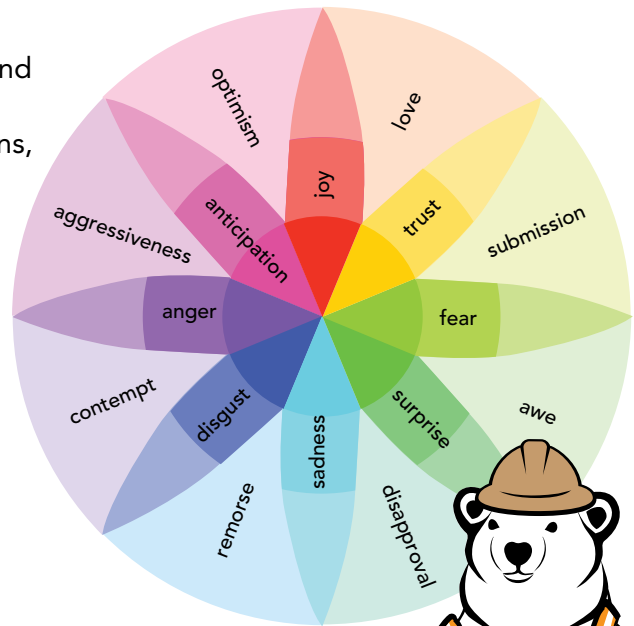 nd
ns,
optimism
love
joy
trust
anticipation
submission
aggressiveness
anger
fear
contempt
disgust
sadness
surprise
awe
remorse
disapproval